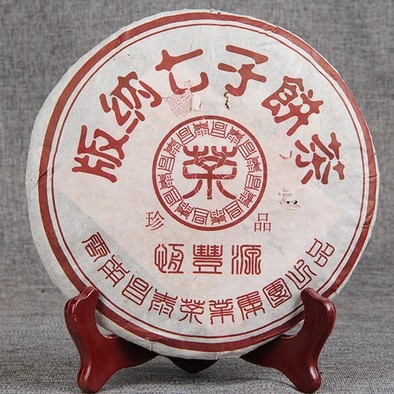 版納七子餅茶
茶
珍 品
恆豐源
雲南昌泰茶業集團出品